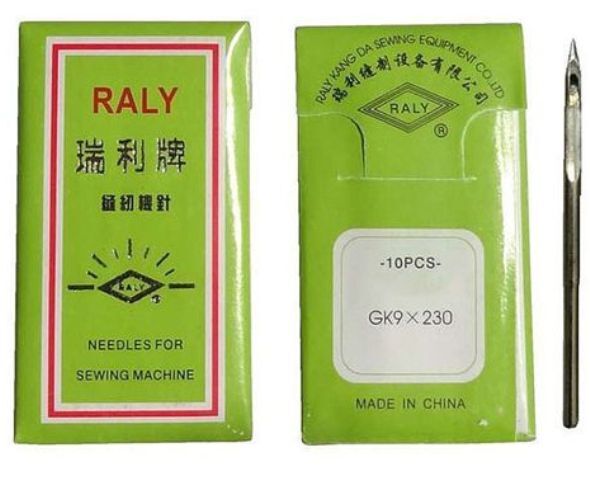 RALY
瑞利牌
縫紉機針
RALY
NEEDLES FOR
SEWING MACHINE
RALY KANG DA SEWING EQUIPMENT CO.LTD
瑞利缝制设备有限公司
RALY
®
-10PCS-
GK9×230
MADE IN CHINA